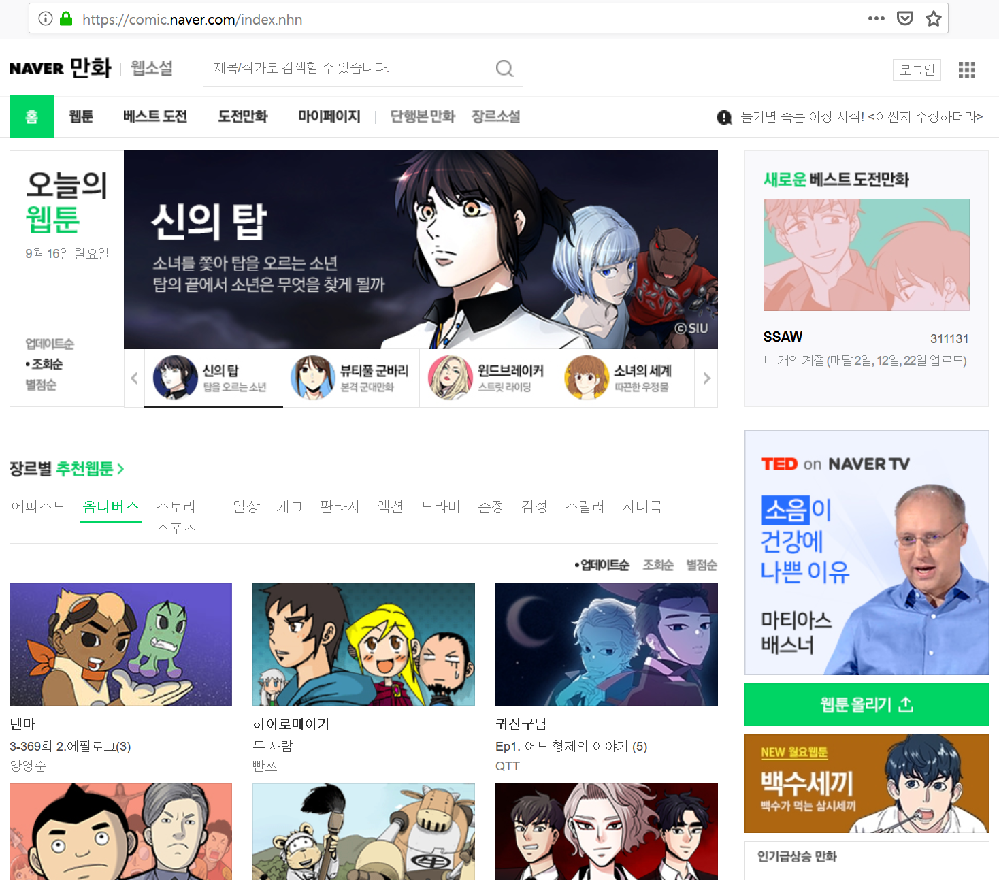 https://comic.naver.com/index.nhn
NAVER 만화 | 웹소설
제목/작가로 검색할 수 있습니다.
로그인
홈 웹툰 베스트 도전 도전만화 마이페이지 | 단행본 만화 장르소설
들키면 죽는 여장 시작! <어쩐지 수상하더라>
오늘의
웹툰
9월 16일 월요일
업데이트순
• 조회순
별점순
신의 탑
소녀를 쫓아 탑을 오르는 소년
탑의 끝에서 소년은 무엇을 찾게 될까
©SIU
신의 탑
탑을 오르는 소년
뷰티풀 군바리
본격 군대만화
윈드브레이커
스트릿 라이딩
소녀의 세계
따끈한 우정물
새로운 베스트 도전만화
SSAW
311131
네 개의 계절 (매달 2일, 12일, 22일 업로드)
장르별 추천웹툰 >
에피소드 옴니버스 스토리 | 일상 개그 판타지 액션 드라마 순정 감성 스릴러 시대극
스포츠
• 업데이트순 조회순 별점순
덴마
3-369화 2.에필로그(3)
양영순
히어로메이커
두 사람
빤쓰
귀전구담
Ep1. 어느 형제의 이야기 (5)
QTT
TED on NAVER TV
소음이
건강에
나쁜 이유
마티아스
배스너
웹툰 올리기
NEW 월요웹툰
백수세끼
백수가 먹는 삼시세끼
인기급상승 만화